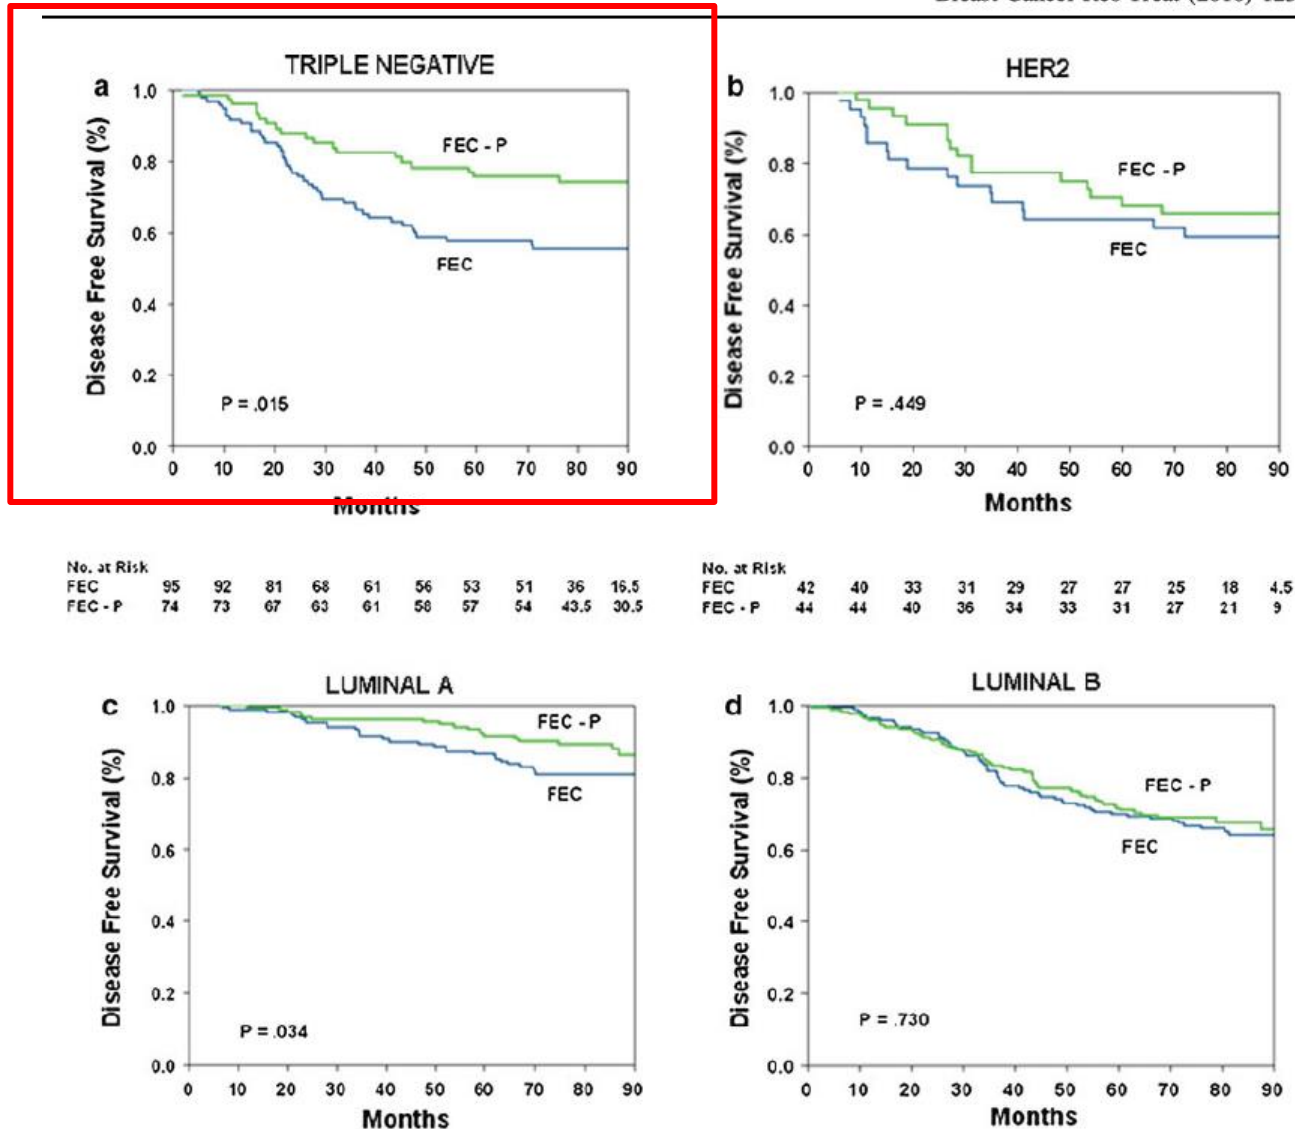 a
TRIPLE NEGATIVE
Disease Free Survival (%)
1.0
0.8
0.6
0.4
0.2
0.0
FEC - P
FEC
P = .015
0 10 20 30 40 50 60 70 80 90
Months
No. at Risk
FEC 95 92 81 68 61 56 53 51 36 16.5
FEC - P 74 73 67 63 61 58 57 54 43.5 30.5
b
HER2
Disease Free Survival (%)
1.0
0.8
0.6
0.4
0.2
0.0
FEC - P
FEC
P = .449
0 10 20 30 40 50 60 70 80 90
Months
No. at Risk
FEC 42 40 33 31 29 27 27 25 18 4.5
FEC - P 44 44 40 36 34 33 31 27 21 9
c
LUMINAL A
Disease Free Survival (%)
1.0
0.8
0.6
0.4
0.2
0.0
FEC - P
FEC
P = .034
0 10 20 30 40 50 60 70 80 90
Months
d
LUMINAL B
Disease Free Survival (%)
1.0
0.8
0.6
0.4
0.2
0.0
FEC - P
FEC
P = .730
0 10 20 30 40 50 60 70 80 90
Months